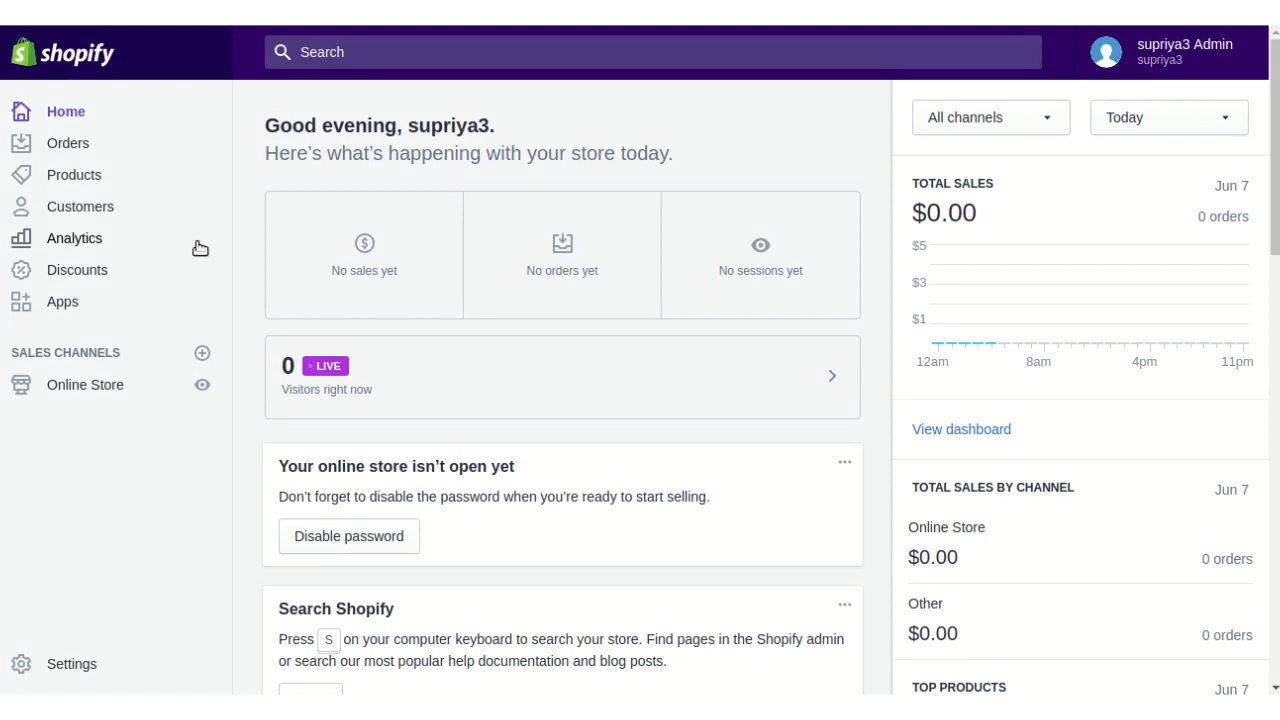 shopify
Search
supriya3 Admin
supriya3
Home
Orders
Products
Customers
Analytics
Discounts
Apps
SALES CHANNELS
Online Store
Settings
Good evening, supriya3.
Here’s what’s happening with your store today.
No sales yet
No orders yet
No sessions yet
0 LIVE
Visitors right now
Your online store isn’t open yet
Don’t forget to disable the password when you’re ready to start selling.
Disable password
Search Shopify
Press S on your computer keyboard to search your store. Find pages in the Shopify admin
or search our most popular help documentation and blog posts.
All channels
Today
TOTAL SALES
Jun 7
$0.00
0 orders
$5
$3
$1
12am
8am
4pm
11pm
View dashboard
TOTAL SALES BY CHANNEL
Jun 7
Online Store
$0.00
0 orders
Other
$0.00
0 orders
TOP PRODUCTS
Jun 7